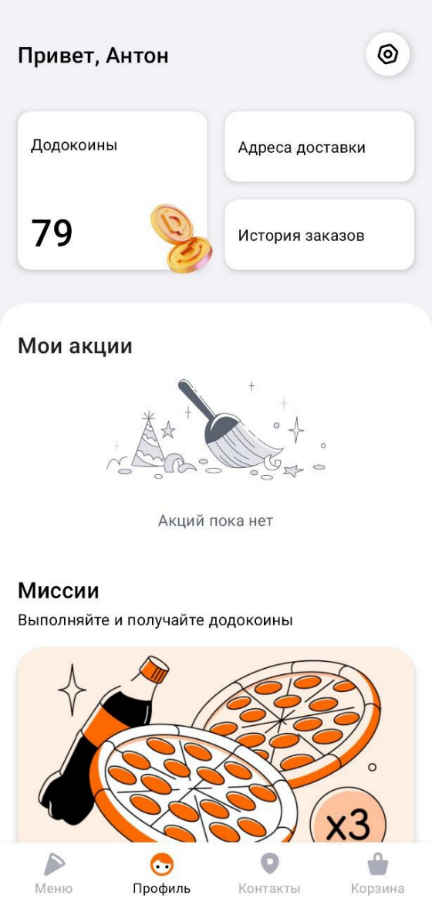 Привет, Антон
Додокоины
79
Адреса доставки
История заказов
Мои акции
Акций пока нет
Миссии
Выполняйте и получайте додокоины
x3
Меню
Профиль
Контакты
Корзина